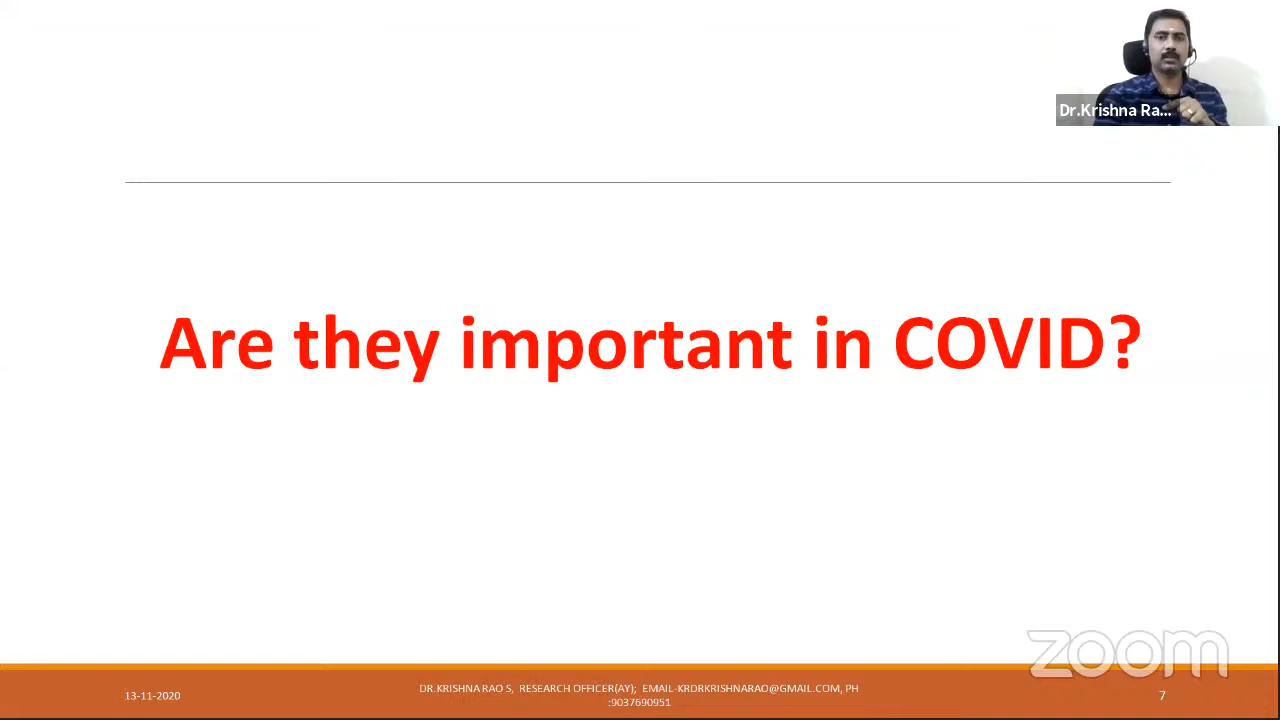 Dr.Krishna Ra...
Are they important in COVID?
zoom
13-11-2020
DR.KRISHNA RAO S, RESEARCH OFFICER(AY); EMAIL-KRDRKRISHNARAO@GMAIL.COM, PH
:9037690951
7